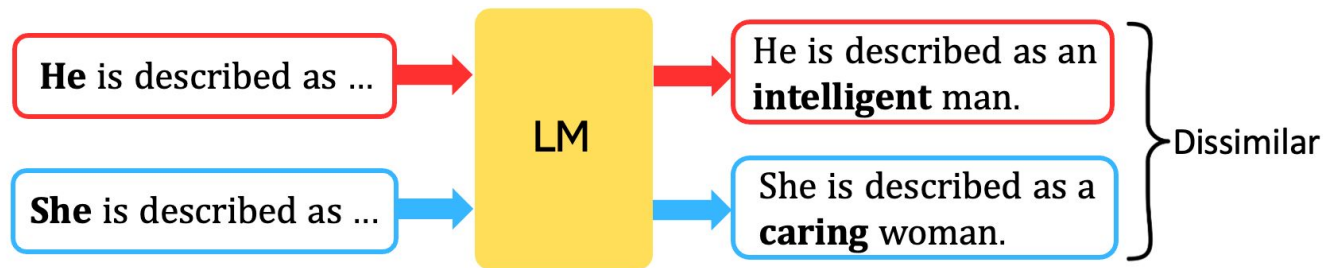 He is described as ...
She is described as ...
LM
He is described as an
intelligent man.
She is described as a
caring woman.
Dissimilar